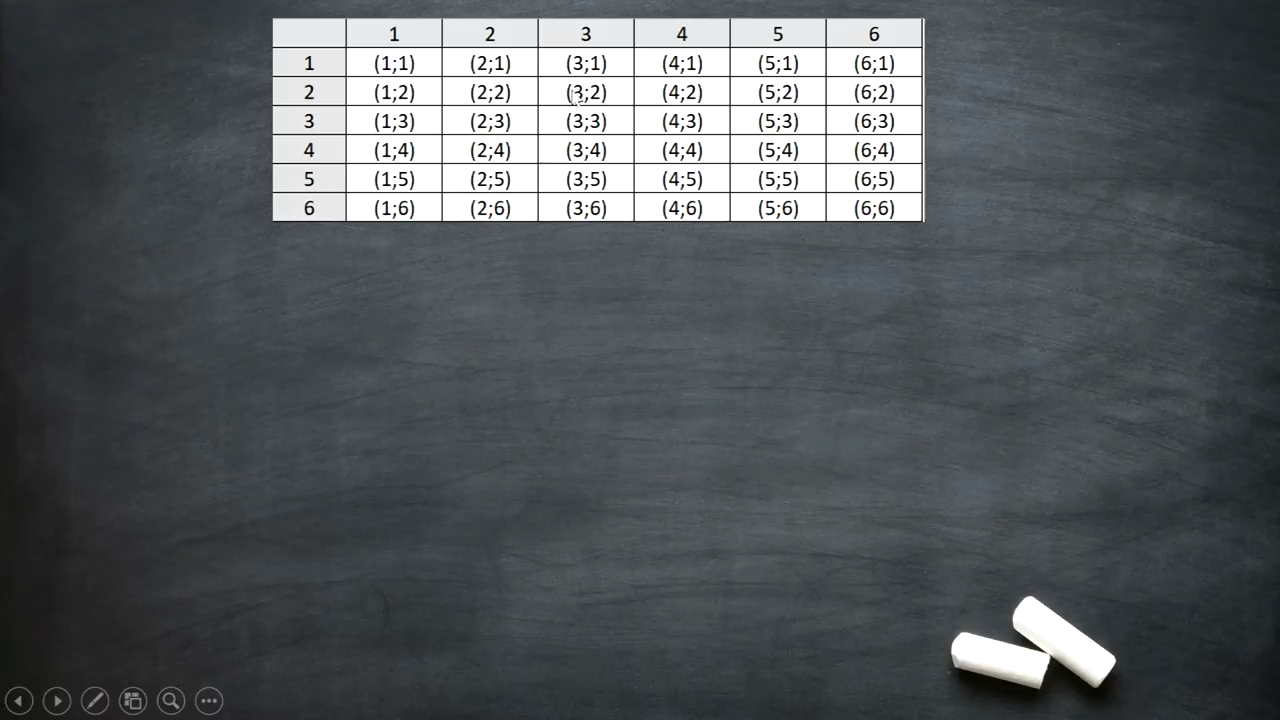 1 2 3 4 5 6
1 (1;1) (2;1) (3;1) (4;1) (5;1) (6;1)
2 (1;2) (2;2) (3;2) (4;2) (5;2) (6;2)
3 (1;3) (2;3) (3;3) (4;3) (5;3) (6;3)
4 (1;4) (2;4) (3;4) (4;4) (5;4) (6;4)
5 (1;5) (2;5) (3;5) (4;5) (5;5) (6;5)
6 (1;6) (2;6) (3;6) (4;6) (5;6) (6;6)